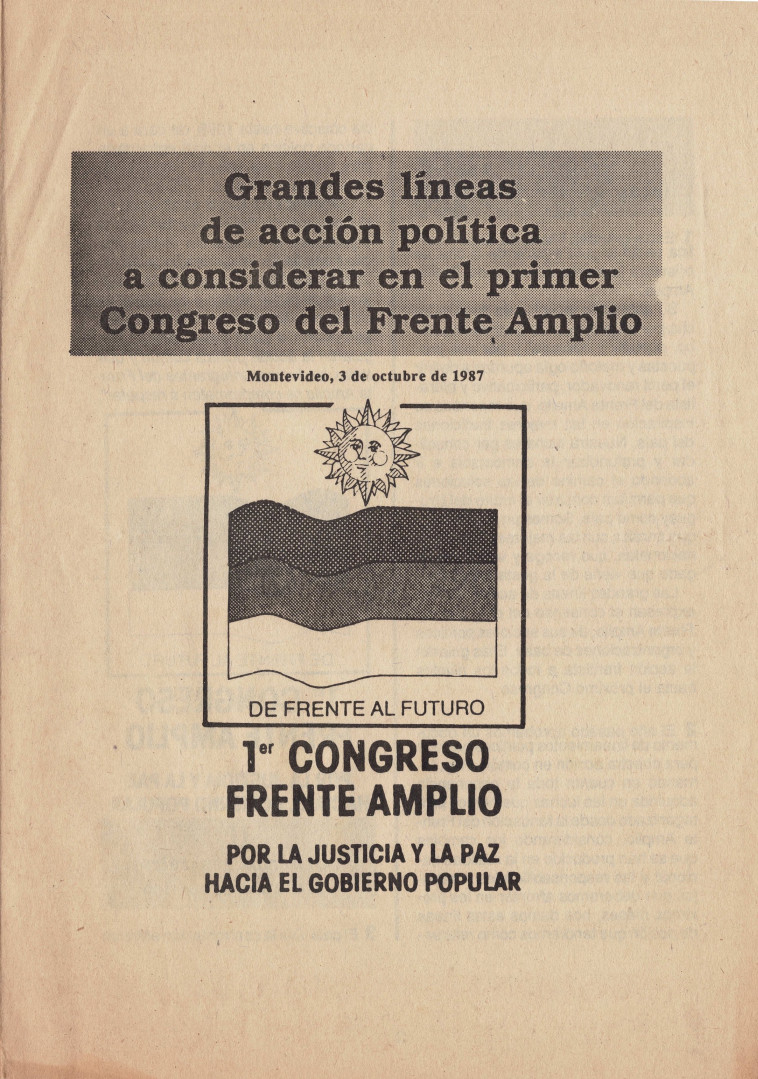 Grandes líneas
de acción política
a considerar en el primer
Congreso del Frente Amplio
Montevideo, 3 de octubre de 1987
DE FRENTE AL FUTURO
1er CONGRESO
FRENTE AMPLIO
POR LA JUSTICIA Y LA PAZ
HACIA EL GOBIERNO POPULAR